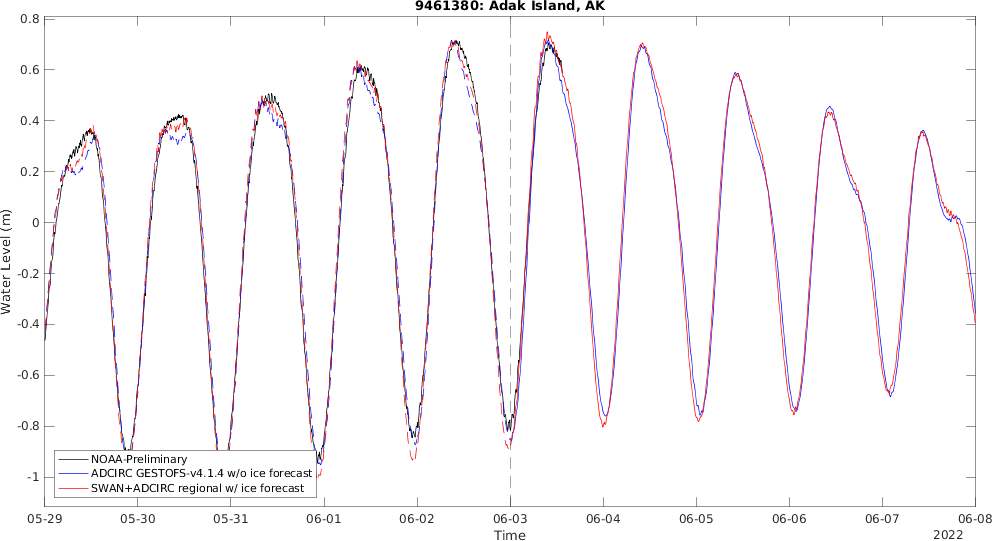 9461380: Adak Island, AK
0.8
0.6
0.4
0.2
0
-0.2
-0.4
-0.6
-0.8
-1
Water Level (m)
NOAA-Preliminary
ADCIRC GESTOFS-v4.1.4 w/o ice forecast
SWAN+ADCIRC regional w/ ice forecast
05-29 05-30 05-31 06-01 06-02 06-03 06-04 06-05 06-06 06-07 06-08
Time
2022